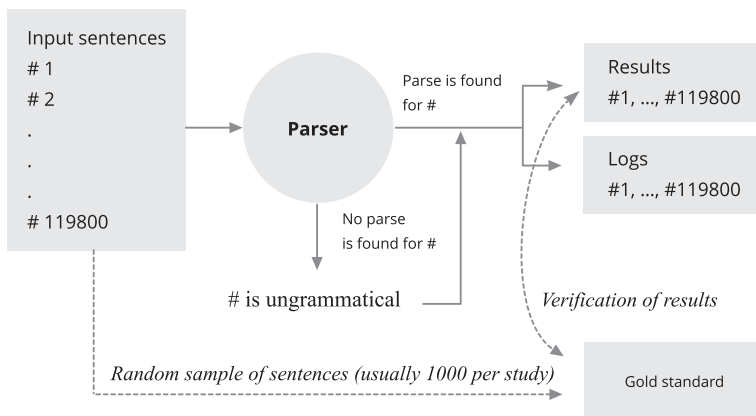 Input sentences
# 1
# 2
.
.
.
# 119800
Parser
Parse is found
for #
No parse
is found for #
# is ungrammatical
Results
#1, ..., #119800
Logs
#1, ..., #119800
Verification of results
Random sample of sentences (usually 1000 per study)
Gold standard